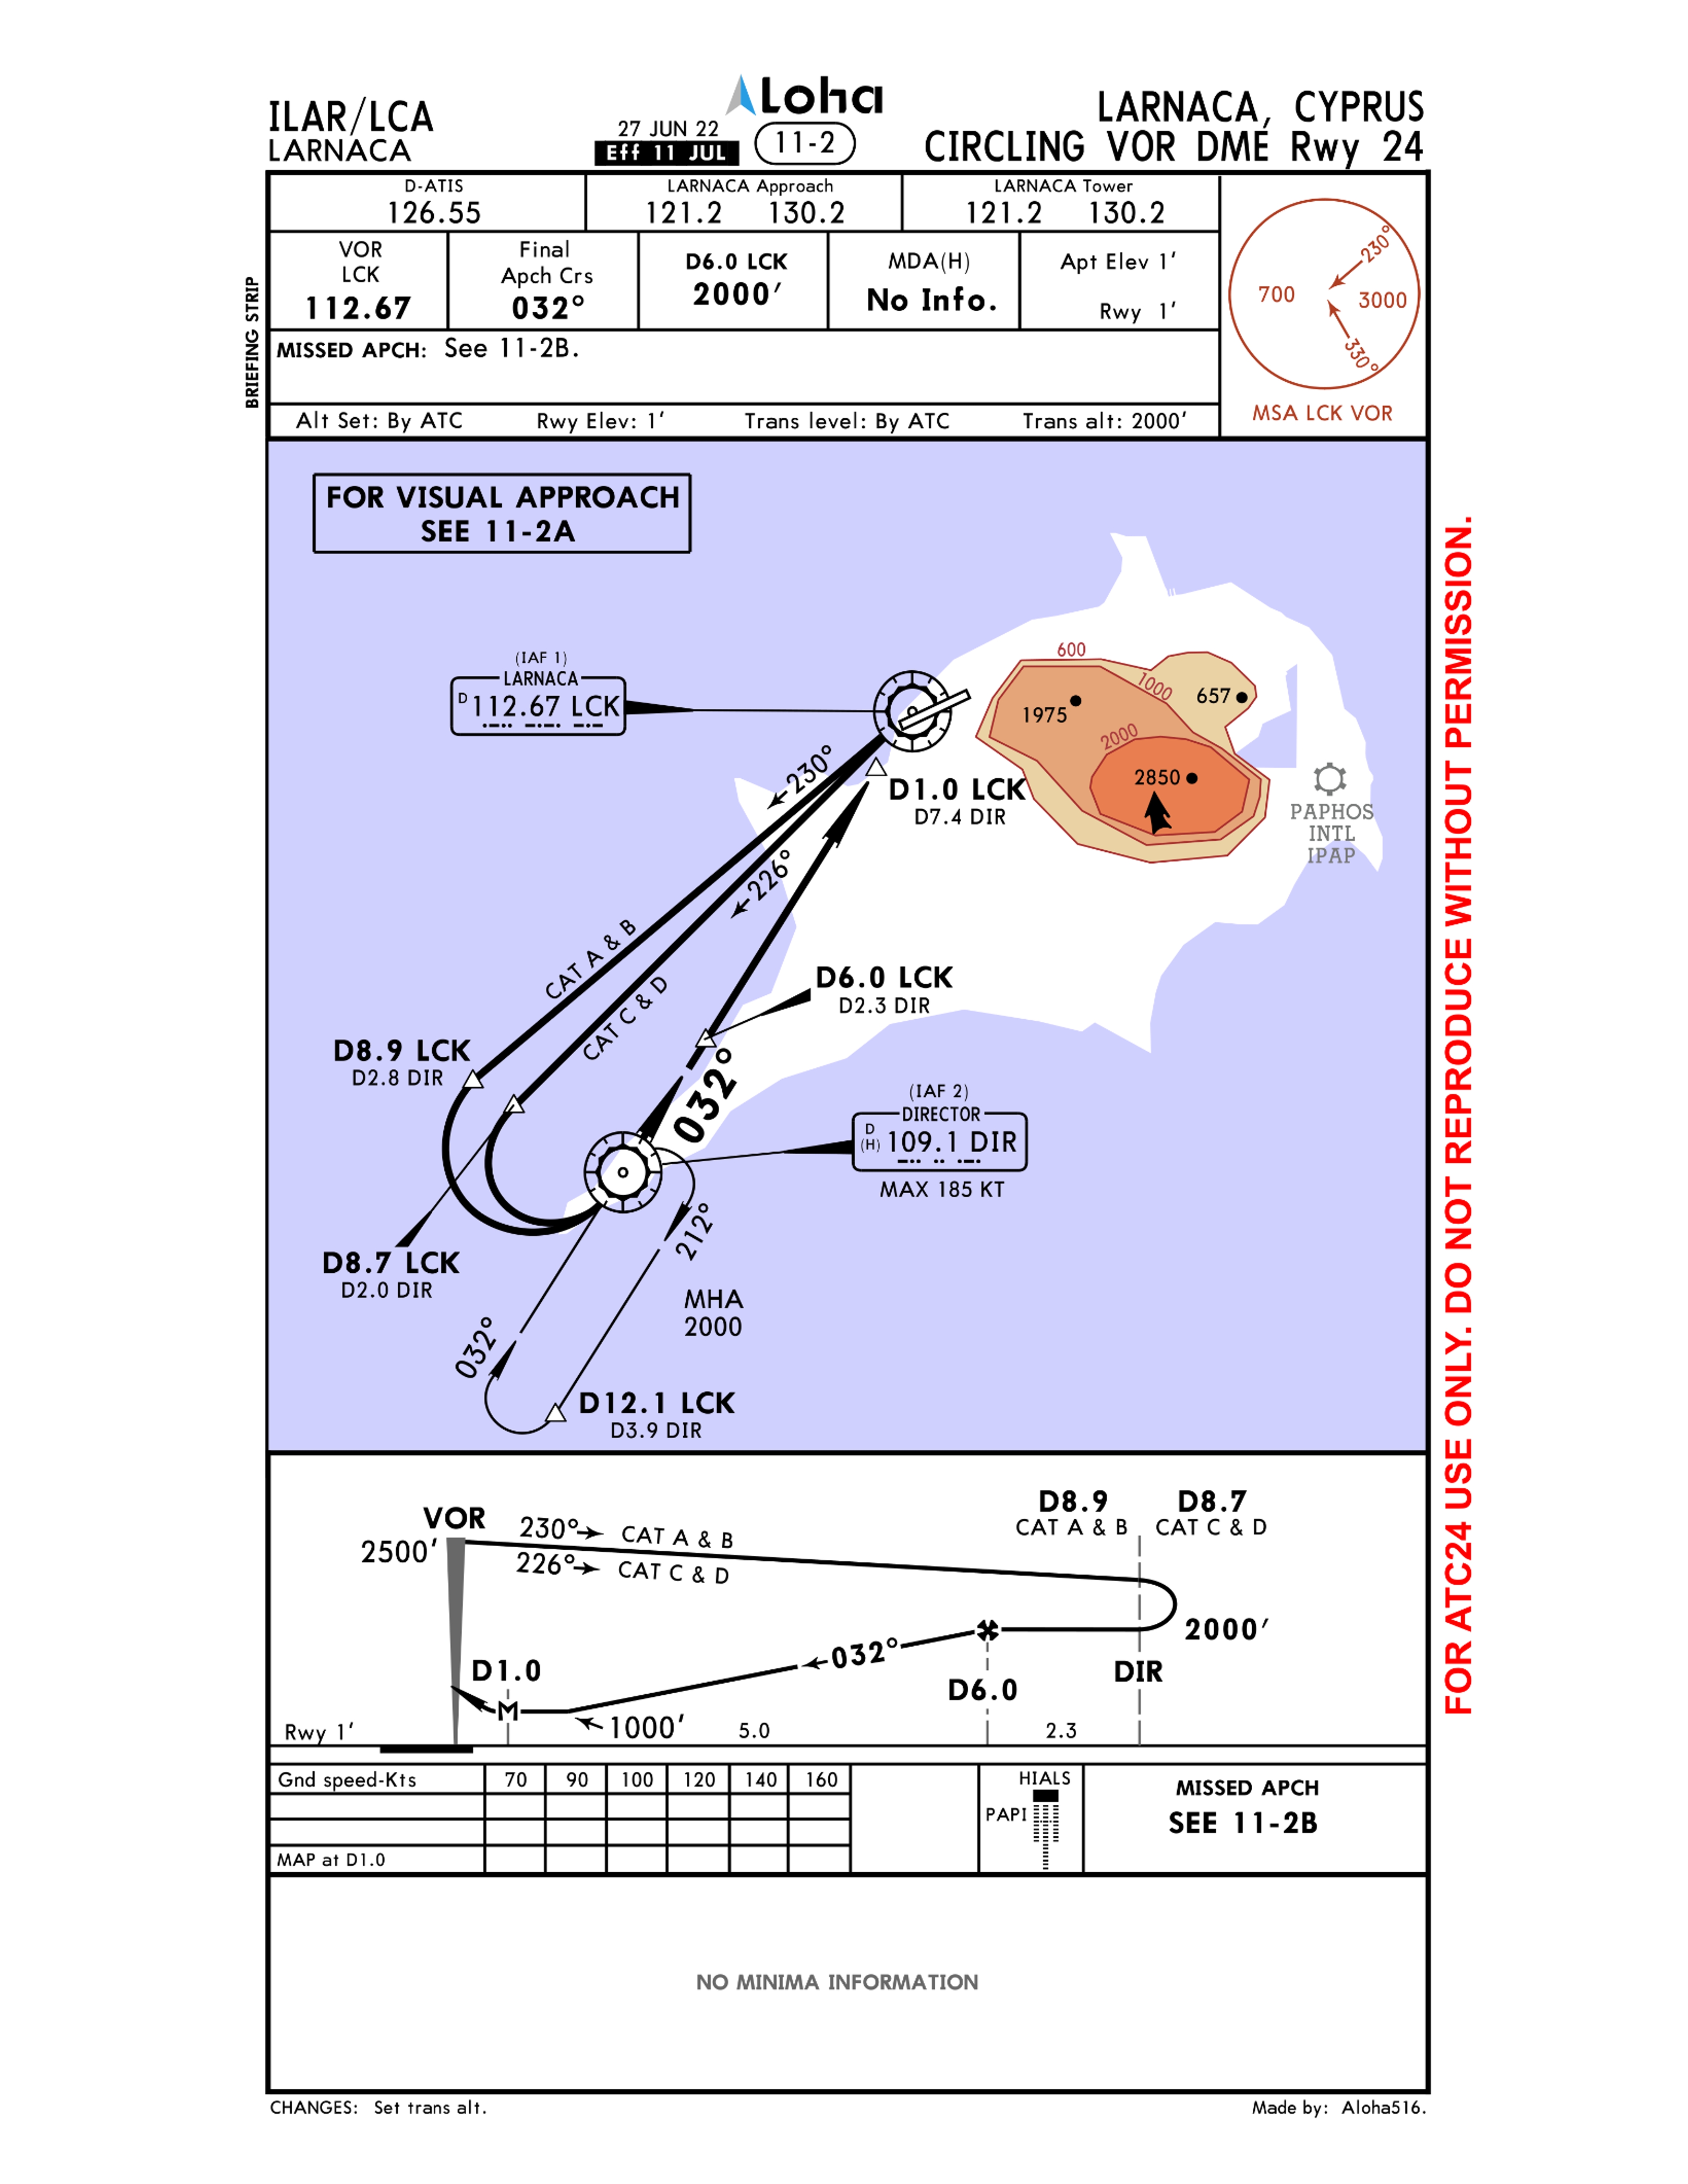 ILAR/LCA
LARNACA
27 JUN 22
Eff 11 JUL
Loha
11-2
LARNACA, CYPRUS
CIRCLING VOR DME Rwy 24
BRIEFING STRIP
D-ATIS
126.55
LARNACA Approach
121.2 130.2
LARNACA Tower
121.2 130.2
VOR
LCK
112.67
Final
Apch Crs
032°
D6.0 LCK
2000'
MDA(H)
No Info.
Apt Elev 1'
Rwy 1'
MISSED APCH: See 11-2B.
Alt Set: By ATC Rwy Elev: 1' Trans level: By ATC Trans alt: 2000'
230°
700
3000
330°
MSA LCK VOR
FOR VISUAL APPROACH
SEE 11-2A
(IAF 1)
LARNACA
D 112.67 LCK
600
1000
657
1975
2000
2850
PAPHOS
INTL
IPAP
D1.0 LCK
D7.4 DIR
230°
226°
CAT A & B
CAT C & D
D6.0 LCK
D2.3 DIR
D8.9 LCK
D2.8 DIR
032°
(IAF 2)
DIRECTOR
D
(H) 109.1 DIR
MAX 185 KT
D8.7 LCK
D2.0 DIR
212°
MHA
2000
032°
D12.1 LCK
D3.9 DIR
VOR
2500'
230° CAT A & B
226° CAT C & D
D8.9
CAT A & B
D8.7
CAT C & D
2000'
032°
D1.0
M
D6.0
DIR
1000'
5.0
2.3
Rwy 1'
Gnd speed-Kts 70 90 100 120 140 160
MAP at D1.0
HIALS
PAPI
MISSED APCH
SEE 11-2B
NO MINIMA INFORMATION
CHANGES: Set trans alt.
Made by: Aloha516.
FOR ATC24 USE ONLY. DO NOT REPRODUCE WITHOUT PERMISSION.